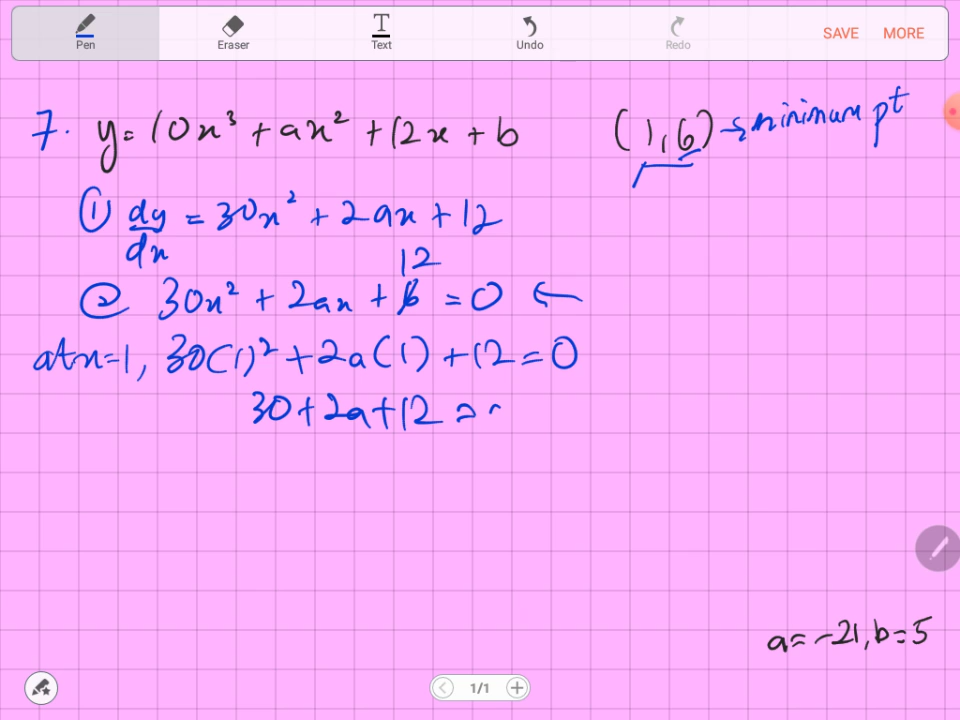 Pen Eraser Text Undo Redo SAVE MORE
7. y = 10x³ + ax² + 12x + b (1,6) → minimum pt
① dy/dx = 30x² + 2ax + 12
12
② 30x² + 2ax + b = 0 ←
at x=1, 30(1)² + 2a(1) + 12 = 0
30 + 2a + 12 =
a = -21, b = 5
1/1